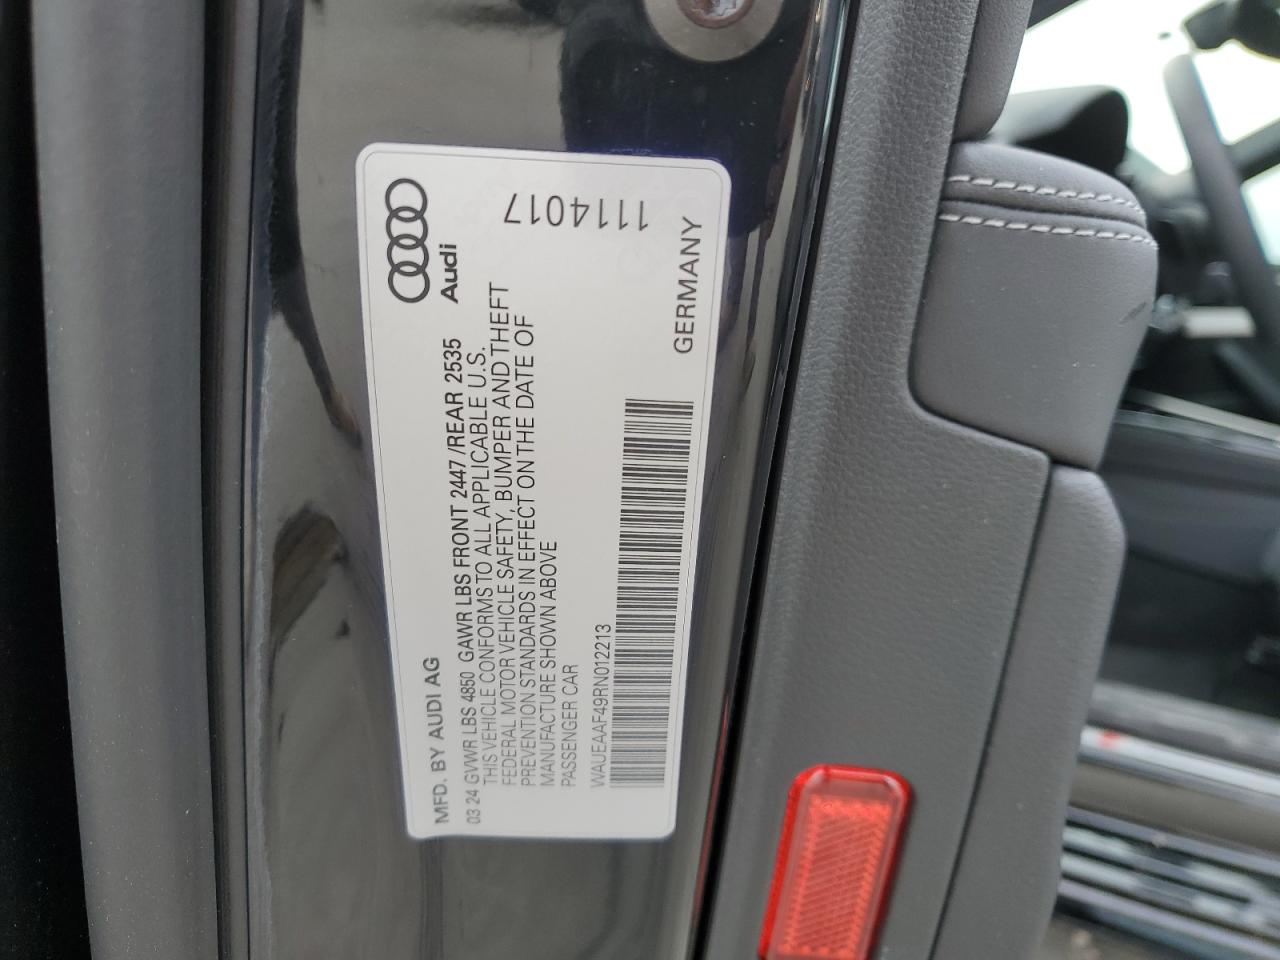 MFD. BY AUDI AG
Audi
03 24 GVWR LBS 4850 GAWR LBS FRONT 2447 /REAR 2535
THIS VEHICLE CONFORMS TO ALL APPLICABLE U.S.
FEDERAL MOTOR VEHICLE SAFETY, BUMPER AND THEFT
PREVENTION STANDARDS IN EFFECT ON THE DATE OF
MANUFACTURE SHOWN ABOVE
PASSENGER CAR
WAUEAAF49RN012213
GERMANY
1114017